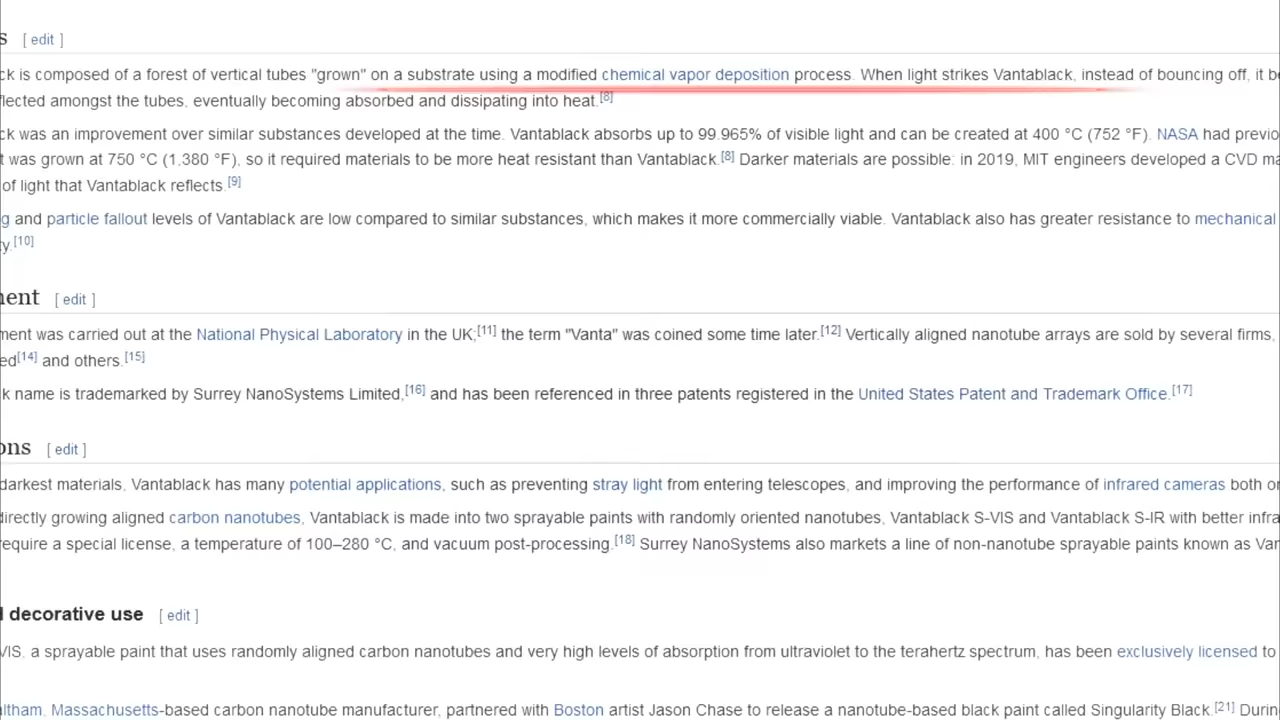 s [ edit ]
ck is composed of a forest of vertical tubes "grown" on a substrate using a modified chemical vapor deposition process. When light strikes Vantablack, instead of bouncing off, it be
flected amongst the tubes, eventually becoming absorbed and dissipating into heat.[8]
ck was an improvement over similar substances developed at the time. Vantablack absorbs up to 99.965% of visible light and can be created at 400 °C (752 °F). NASA had previo
t was grown at 750 °C (1,380 °F), so it required materials to be more heat resistant than Vantablack.[8] Darker materials are possible: in 2019, MIT engineers developed a CVD ma
of light that Vantablack reflects.[9]
g and particle fallout levels of Vantablack are low compared to similar substances, which makes it more commercially viable. Vantablack also has greater resistance to mechanical
y.[10]
nent [ edit ]
ment was carried out at the National Physical Laboratory in the UK;[11] the term "Vanta" was coined some time later.[12] Vertically aligned nanotube arrays are sold by several firms,
ed[14] and others.[15]
k name is trademarked by Surrey NanoSystems Limited,[16] and has been referenced in three patents registered in the United States Patent and Trademark Office.[17]
ons [ edit ]
darkest materials, Vantablack has many potential applications, such as preventing stray light from entering telescopes, and improving the performance of infrared cameras both on
directly growing aligned carbon nanotubes, Vantablack is made into two sprayable paints with randomly oriented nanotubes, Vantablack S-VIS and Vantablack S-IR with better infra
require a special license, a temperature of 100–280 °C, and vacuum post-processing.[18] Surrey NanoSystems also markets a line of non-nanotube sprayable paints known as Van
d decorative use [ edit ]
VIS, a sprayable paint that uses randomly aligned carbon nanotubes and very high levels of absorption from ultraviolet to the terahertz spectrum, has been exclusively licensed to
altham, Massachusetts-based carbon nanotube manufacturer, partnered with Boston artist Jason Chase to release a nanotube-based black paint called Singularity Black.[21] Durin